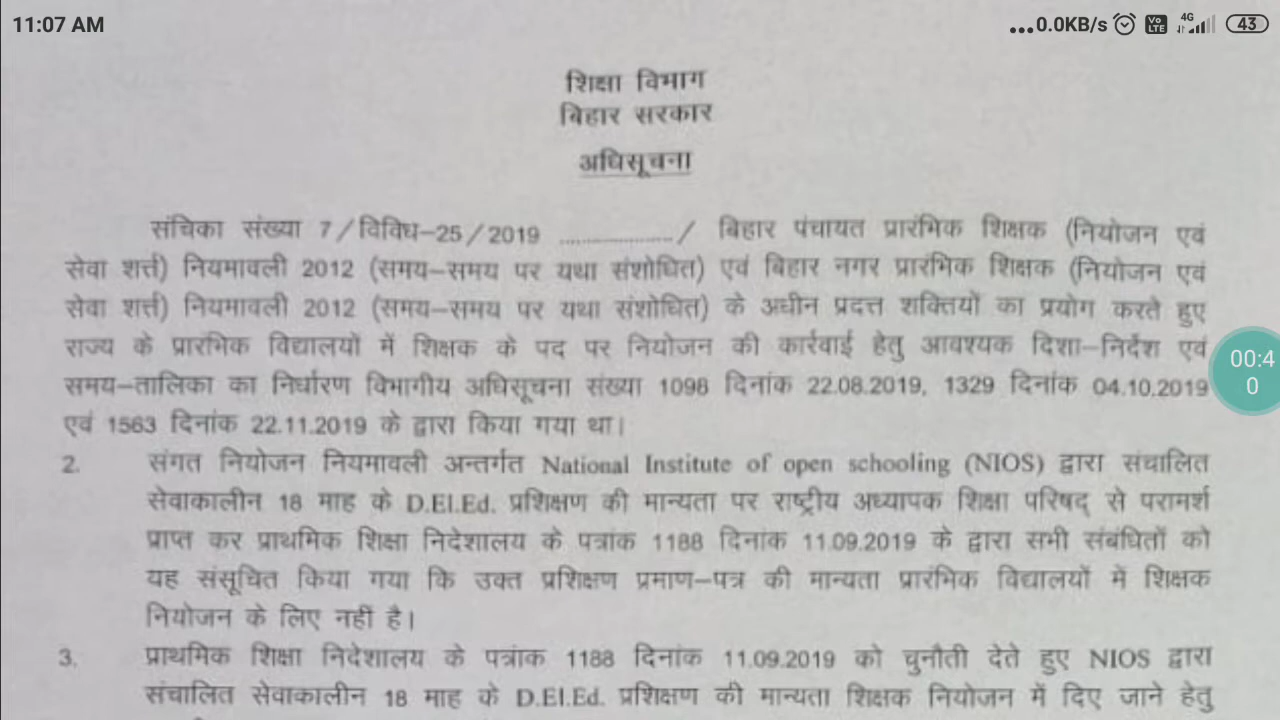 11:07 AM
...0.0KB/s
Vo LTE
4G
43
शिक्षा विभाग
बिहार सरकार
अधिसूचना
संचिका संख्या 7/विविध–25/2019 ................../ बिहार पंचायत प्रारंभिक शिक्षक (नियोजन एवं
सेवा शर्त्त) नियमावली 2012 (समय–समय पर यथा संशोधित) एवं बिहार नगर प्रारंभिक शिक्षक (नियोजन एवं
सेवा शर्त्त) नियमावली 2012 (समय–समय पर यथा संशोधित) के अधीन प्रदत्त शक्तियों का प्रयोग करते हुए
राज्य के प्रारंभिक विद्यालयों में शिक्षक के पद पर नियोजन की कार्रवाई हेतु आवश्यक दिशा–निर्देश एवं
समय–तालिका का निर्धारण विभागीय अधिसूचना संख्या 1098 दिनांक 22.08.2019, 1329 दिनांक 04.10.2019
00:40
एवं 1563 दिनांक 22.11.2019 के द्वारा किया गया था।
2. संगत नियोजन नियमावली अन्तर्गत National Institute of open schooling (NIOS) द्वारा संचालित
सेवाकालीन 18 माह के D.El.Ed. प्रशिक्षण की मान्यता पर राष्ट्रीय अध्यापक शिक्षा परिषद् से परामर्श
प्राप्त कर प्राथमिक शिक्षा निदेशालय के पत्रांक 1188 दिनांक 11.09.2019 के द्वारा सभी संबंधितों को
यह संसूचित किया गया कि उक्त प्रशिक्षण प्रमाण–पत्र की मान्यता प्रारंभिक विद्यालयों में शिक्षक
नियोजन के लिए नहीं है।
3. प्राथमिक शिक्षा निदेशालय के पत्रांक 1188 दिनांक 11.09.2019 को चुनौती देते हुए NIOS द्वारा
संचालित सेवाकालीन 18 माह के D.El.Ed. प्रशिक्षण की मान्यता शिक्षक नियोजन में दिए जाने हेतु